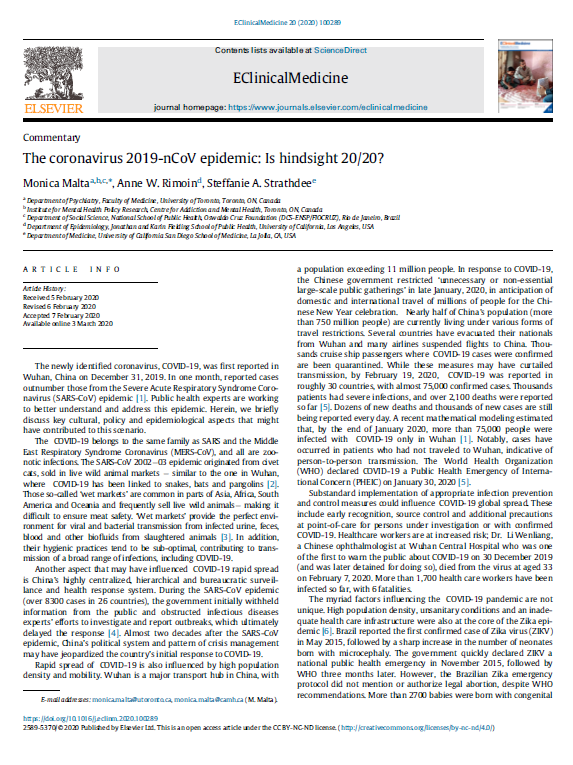 EClinicalMedicine 20 (2020) 100289
Contents lists available at ScienceDirect
EClinicalMedicine
journal homepage: https://www.journals.elsevier.com/eclinicalmedicine
ELSEVIER
Commentary
The coronavirus 2019-nCoV epidemic: Is hindsight 20/20?
Monica Malta a,b,c,*, Anne W. Rimoin d, Steffanie A. Strathdee e
a Department of Psychiatry, Faculty of Medicine, University of Toronto, Toronto, ON, Canada
b Institute for Mental Health Policy Research, Centre for Addiction and Mental Health, Toronto, ON, Canada
c Department of Social Science, National School of Public Health, Oswaldo Cruz Foundation (DCS-ENSP/FIOCRUZ), Rio de Janeiro, Brazil
d Department of Epidemiology, Jonathan and Karin Fielding School of Public Health, University of California, Los Angeles, USA
e Department of Medicine, University of California San Diego School of Medicine, La Jolla, CA, USA
ARTICLE INFO
Article History:
Received 5 February 2020
Revised 6 February 2020
Accepted 7 February 2020
Available online 3 March 2020
The newly identified coronavirus, COVID-19, was first reported in
Wuhan, China on December 31, 2019. In one month, reported cases
outnumber those from the Severe Acute Respiratory Syndrome Coro-
navirus (SARS-CoV) epidemic [1]. Public health experts are working
to better understand and address this epidemic. Herein, we briefly
discuss key cultural, policy and epidemiological aspects that might
have contributed to this scenario.
The COVID-19 belongs to the same family as SARS and the Middle
East Respiratory Syndrome Coronavirus (MERS-CoV), and all are zoo-
notic infections. The SARS-CoV 2002–03 epidemic originated from civet
cats, sold in live wild animal markets – similar to the one in Wuhan,
where COVID-19 has been linked to snakes, bats and pangolins [2].
Those so-called 'wet markets' are common in parts of Asia, Africa, South
America and Oceania and frequently sell live wild animals– making it
difficult to ensure meat safety. 'Wet markets' provide the perfect envi-
ronment for viral and bacterial transmission from infected urine, feces,
blood and other biofluids from slaughtered animals [3]. In addition,
their hygienic practices tend to be sub-optimal, contributing to trans-
mission of a broad range of infections, including COVID-19.
Another aspect that may have influenced COVID-19 rapid spread
is China's highly centralized, hierarchical and bureaucratic surveil-
lance and health response system. During the SARS-CoV epidemic
(over 8300 cases in 26 countries), the government initially withheld
information from the public and obstructed infectious diseases
experts' efforts to investigate and report outbreaks, which ultimately
delayed the response [4]. Almost two decades after the SARS-CoV
epidemic, China's political system and pattern of crisis management
may have jeopardized the country's initial response to COVID-19.
Rapid spread of COVID-19 is also influenced by high population
density and mobility. Wuhan is a major transport hub in China, with
a population exceeding 11 million people. In response to COVID-19,
the Chinese government restricted 'unnecessary or non-essential
large-scale public gatherings' in late January, 2020, in anticipation of
domestic and international travel of millions of people for the Chi-
nese New Year celebration. Nearly half of China's population (more
than 750 million people) are currently living under various forms of
travel restrictions. Several countries have evacuated their nationals
from Wuhan and many airlines suspended flights to China. Thou-
sands cruise ship passengers where COVID-19 cases were confirmed
are been quarantined. While these measures may have curtailed
transmission, by February 19, 2020, COVID-19 was reported in
roughly 30 countries, with almost 75,000 confirmed cases. Thousands
patients had severe infections, and over 2,100 deaths were reported
so far [5]. Dozens of new deaths and thousands of new cases are still
being reported every day. A recent mathematical modeling estimated
that, by the end of January 2020, more than 75,000 people were
infected with COVID-19 only in Wuhan [1]. Notably, cases have
occurred in patients who had not traveled to Wuhan, indicative of
person-to-person transmission. The World Health Organization
(WHO) declared COVID-19 a Public Health Emergency of Interna-
tional Concern (PHEIC) on January 30, 2020 [5].
Substantial implementation of appropriate infection prevention
and control measures could influence COVID-19 global spread. These
include early recognition, source control and additional precautions
at point-of-care for persons under investigation or with confirmed
COVID-19. Healthcare workers are at increased risk; Dr. Li Wenliang,
a Chinese ophthalmologist at Wuhan Central Hospital who was one
of the first to warn the public about COVID-19 on 30 December 2019
(and was later detained for doing so), died from the virus at aged 33
on February 7, 2020. More than 1,700 health care workers have been
infected so far, with 6 fatalities.
The myriad factors influencing the COVID-19 pandemic are not
unique. High population density, unsanitary conditions and an inade-
quate health care infrastructure were also at the core of the Zika epi-
demic [6]. Brazil reported the first confirmed case of Zika virus (ZIKV)
in May 2015, followed by a sharp increase in the number of neonates
born with microcephaly. The government quickly declared ZIKV a
national public health emergency in November 2015, followed by
WHO three months later. However, the Brazilian Zika emergency
protocol did not mention or authorize legal abortion, despite WHO
recommendations. More than 2700 babies were born with congenital
E-mail addresses: monica.malta@utoronto.ca, monica.malta@camh.ca (M. Malta).
https://doi.org/10.1016/j.eclinm.2020.100289
2589-5370/© 2020 Published by Elsevier Ltd. This is an open access article under the CC BY-NC-ND license. (http://creativecommons.org/licenses/by-nc-nd/4.0/)